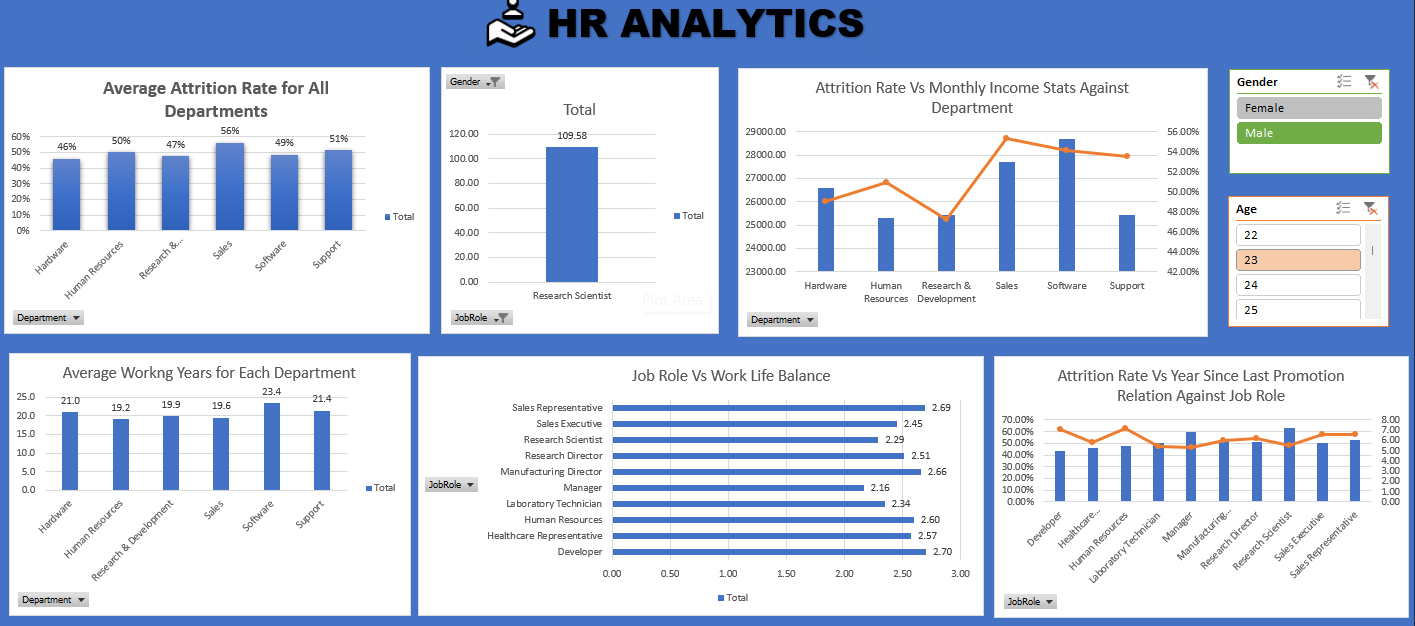 HR ANALYTICS
Average Attrition Rate for All
Departments
60%
50%
40%
30%
20%
10%
0%
46%
50%
47%
56%
49%
51%
Hardware
Human Resources
Research &...
Sales
Software
Support
Total
Department
Gender
Total
120.00
100.00
80.00
60.00
40.00
20.00
0.00
109.58
Research Scientist
Total
Plot Area
JobRole
Attrition Rate Vs Monthly Income Stats Against
Department
29000.00
28000.00
27000.00
26000.00
25000.00
24000.00
23000.00
56.00%
54.00%
52.00%
50.00%
48.00%
46.00%
44.00%
42.00%
Hardware
Human
Resources
Research &
Development
Sales
Software
Support
Department
Gender
Female
Male
Age
22
23
24
25
Average Workng Years for Each Department
25.0
20.0
15.0
10.0
5.0
0.0
21.0
19.2
19.9
19.6
23.4
21.4
Hardware
Human Resources
Research & Development
Sales
Software
Support
Total
Department
Job Role Vs Work Life Balance
JobRole
Sales Representative 2.69
Sales Executive 2.45
Research Scientist 2.29
Research Director 2.51
Manufacturing Director 2.66
Manager 2.16
Laboratory Technician 2.34
Human Resources 2.60
Healthcare Representative 2.57
Developer 2.70
0.00 0.50 1.00 1.50 2.00 2.50 3.00
Total
Attrition Rate Vs Year Since Last Promotion
Relation Against Job Role
70.00%
60.00%
50.00%
40.00%
30.00%
20.00%
10.00%
0.00%
8.00
7.00
6.00
5.00
4.00
3.00
2.00
1.00
0.00
Developer
Healthcare...
Human Resources
Laboratory Technician
Manager
Manufacturing...
Research Director
Research Scientist
Sales Executive
Sales Representative
JobRole